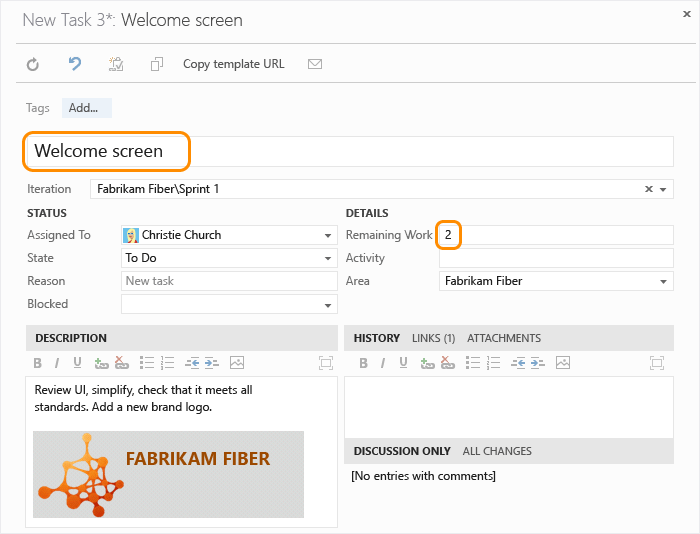 New Task 3*: Welcome screen
Copy template URL
Tags Add...
Welcome screen
Iteration Fabrikam Fiber\Sprint 1
STATUS
Assigned To Christie Church
State To Do
Reason New task
Blocked
DETAILS
Remaining Work 2
Activity
Area Fabrikam Fiber
DESCRIPTION
B I U
Review UI, simplify, check that it meets all
standards. Add a new brand logo.
FABRIKAM FIBER
HISTORY LINKS (1) ATTACHMENTS
B I U
DISCUSSION ONLY ALL CHANGES
[No entries with comments]